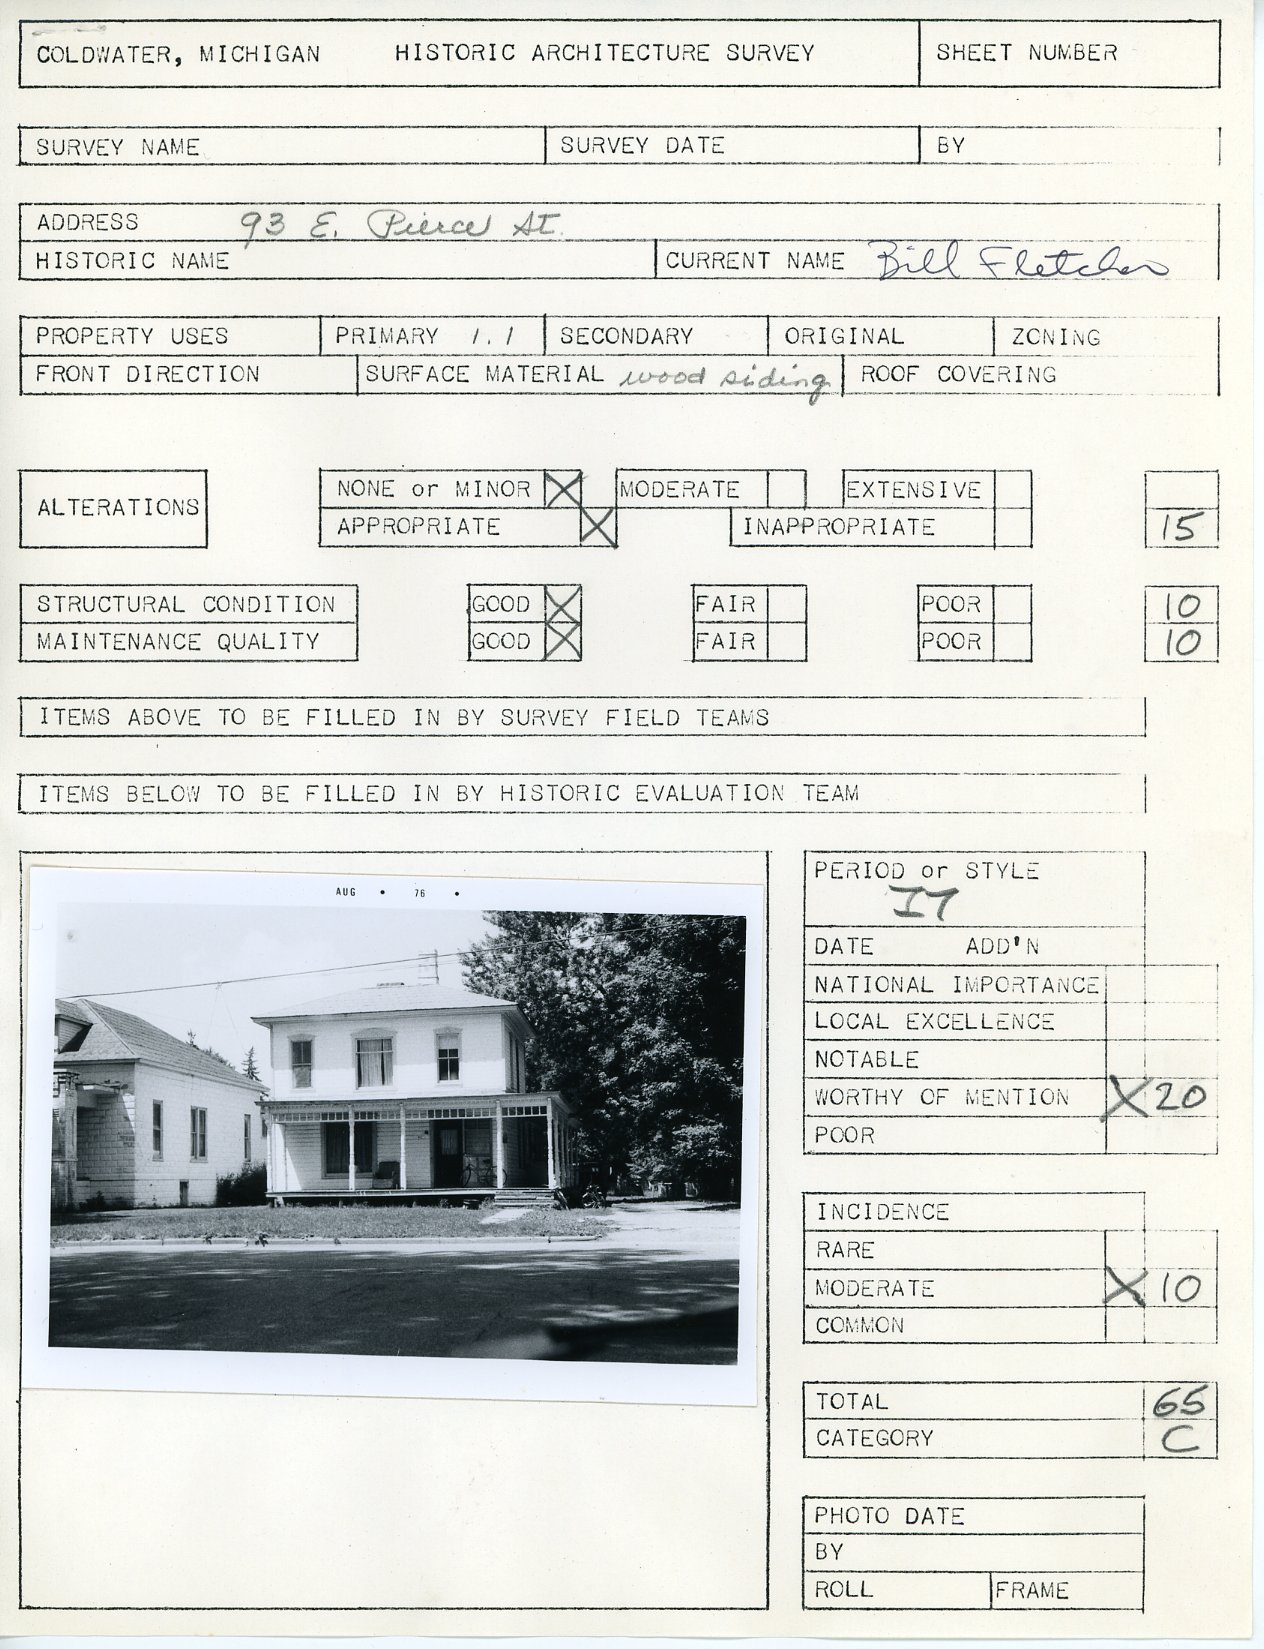 COLDWATER, MICHIGAN HISTORIC ARCHITECTURE SURVEY SHEET NUMBER
SURVEY NAME SURVEY DATE BY
ADDRESS 93 E. Pierce St.
HISTORIC NAME CURRENT NAME Bill Fletcher
PROPERTY USES PRIMARY 1.1 SECONDARY ORIGINAL ZONING
FRONT DIRECTION SURFACE MATERIAL wood siding ROOF COVERING
ALTERATIONS
NONE or MINOR X MODERATE EXTENSIVE
APPROPRIATE X INAPPROPRIATE 15
STRUCTURAL CONDITION GOOD X FAIR POOR 10
MAINTENANCE QUALITY GOOD X FAIR POOR 10
ITEMS ABOVE TO BE FILLED IN BY SURVEY FIELD TEAMS
ITEMS BELOW TO BE FILLED IN BY HISTORIC EVALUATION TEAM
AUG • 76 •
PERIOD or STYLE
IT
DATE ADD'N
NATIONAL IMPORTANCE
LOCAL EXCELLENCE
NOTABLE
WORTHY OF MENTION X 20
POOR
INCIDENCE
RARE
MODERATE X 10
COMMON
TOTAL 65
CATEGORY C
PHOTO DATE
BY
ROLL FRAME